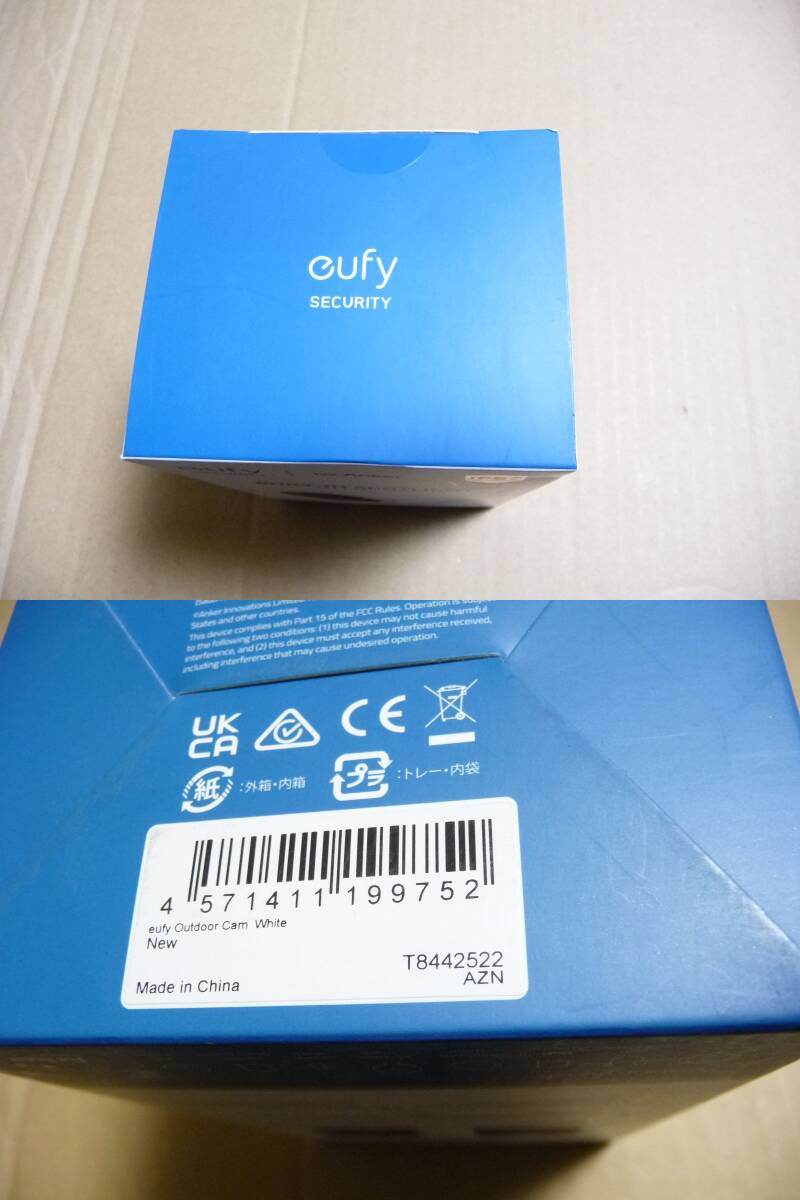 eufy
SECURITY
eufy
by Anker
IP67
©Anker Innovations Limited
States and other countries.
This device complies with Part 15 of the FCC Rules. Operation is subject
to the following two conditions: (1) this device may not cause harmful
interference, and (2) this device must accept any interference received,
including interference that may cause undesired operation.
UK
CA
CE
紙
:外箱・内箱
プラ
:トレー・内袋
4 571411 199752
eufy Outdoor Cam White
New
T8442522
AZN
Made in China